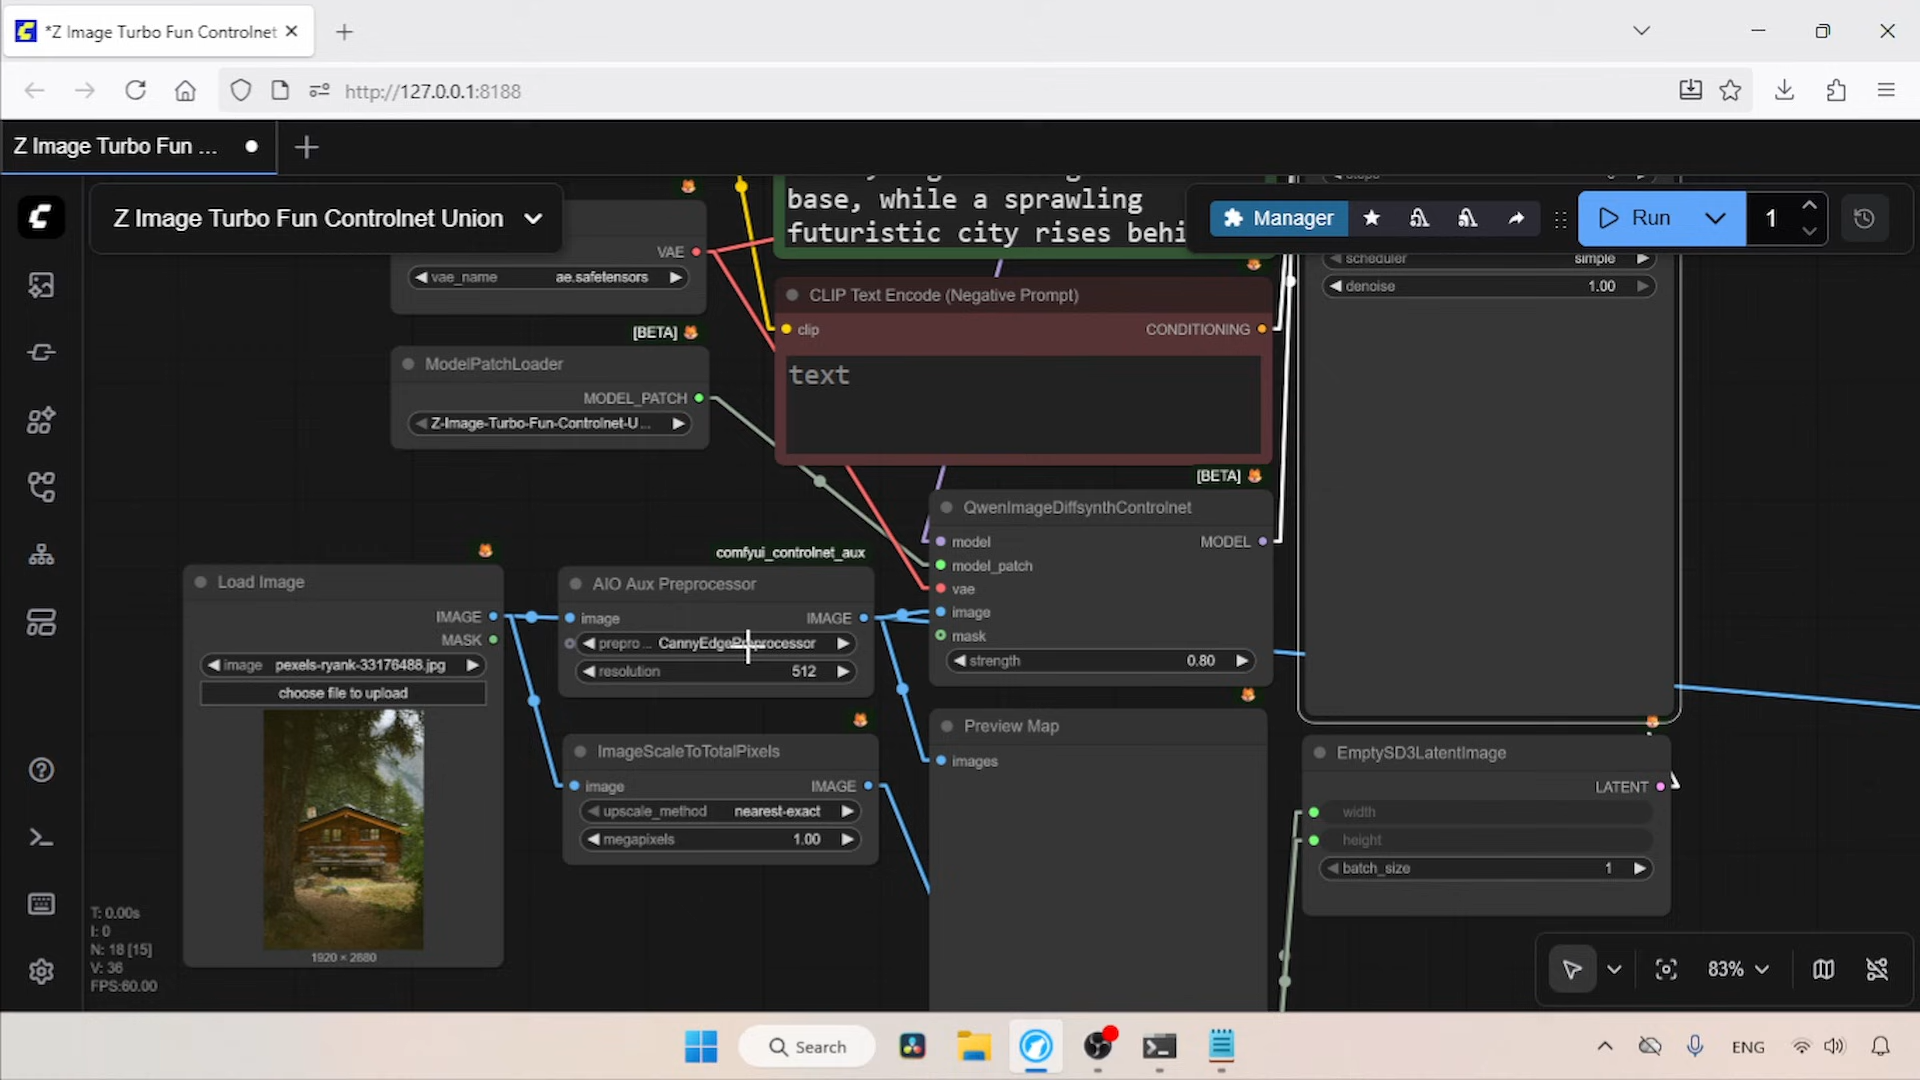 *Z Image Turbo Fun Controlnet
http://127.0.0.1:8188
Z Image Turbo Fun ...
Z Image Turbo Fun Controlnet Union
base, while a sprawling
futuristic city rises behi
Manager
Run
1
VAE
vae_name ae.safetensors
scheduler simple
denoise 1.00
CLIP Text Encode (Negative Prompt)
clip CONDITIONING
text
[BETA]
ModelPatchLoader
MODEL_PATCH
Z-Image-Turbo-Fun-Controlnet-U...
[BETA]
QwenImageDiffsynthControlnet
model MODEL
model_patch
vae
image
mask
strength 0.80
comfyui_controlnet_aux
Load Image
IMAGE
MASK
image pexels-ryank-33176488.jpg
choose file to upload
1920 × 2880
AIO Aux Preprocessor
image IMAGE
prepro... CannyEdgePreprocessor
resolution 512
ImageScaleToTotalPixels
image IMAGE
upscale_method nearest-exact
megapixels 1.00
Preview Map
images
EmptySD3LatentImage
LATENT
width
height
batch_size 1
T: 0.00s
I: 0
N: 18 [15]
V: 36
FPS:60.00
83%
Search
ENG